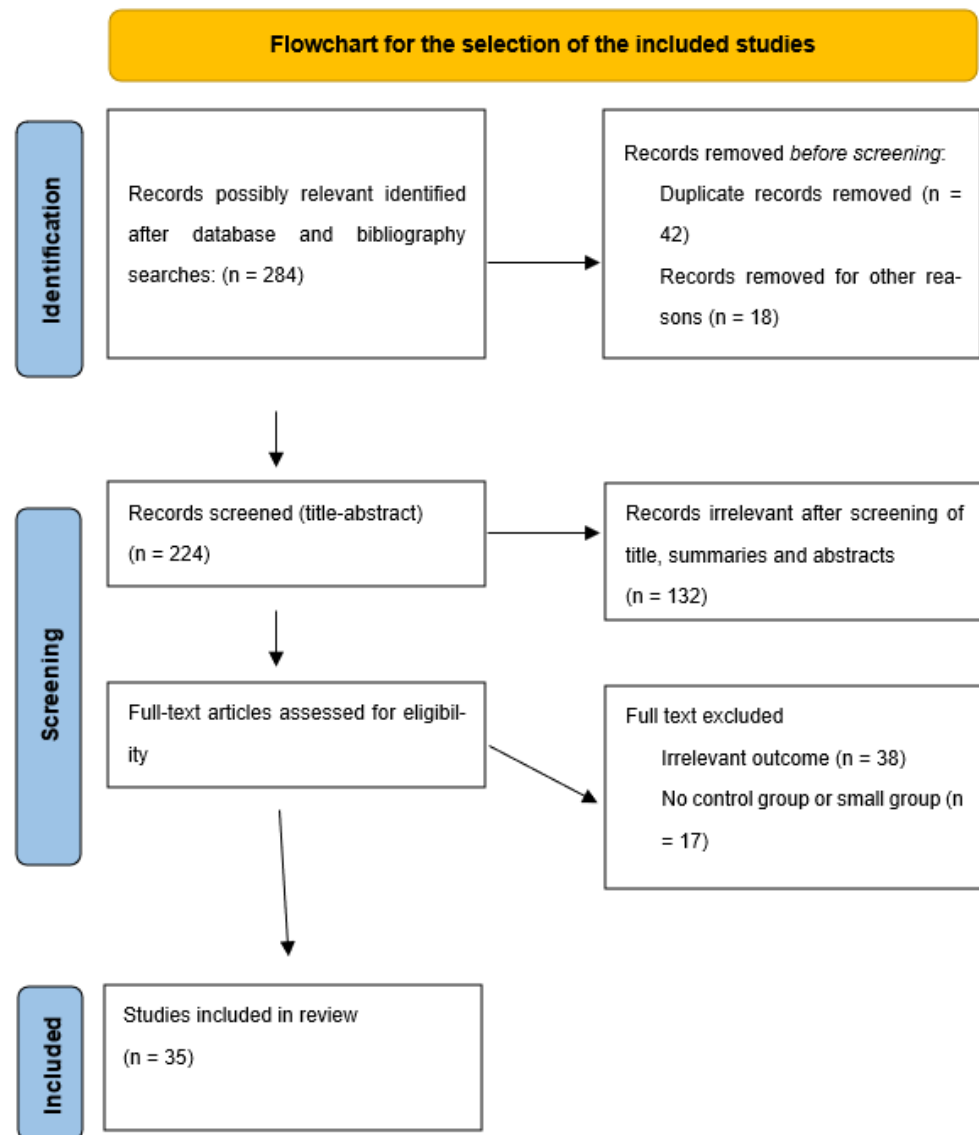 Flowchart for the selection of the included studies
Identification
Records possibly relevant identified
after database and bibliography
searches: (n = 284)
Records removed before screening:
Duplicate records removed (n =
42)
Records removed for other rea-
sons (n = 18)
Screening
Records screened (title-abstract)
(n = 224)
Records irrelevant after screening of
title, summaries and abstracts
(n = 132)
Full-text articles assessed for eligibil-
ity
Full text excluded
Irrelevant outcome (n = 38)
No control group or small group (n
= 17)
Included
Studies included in review
(n = 35)